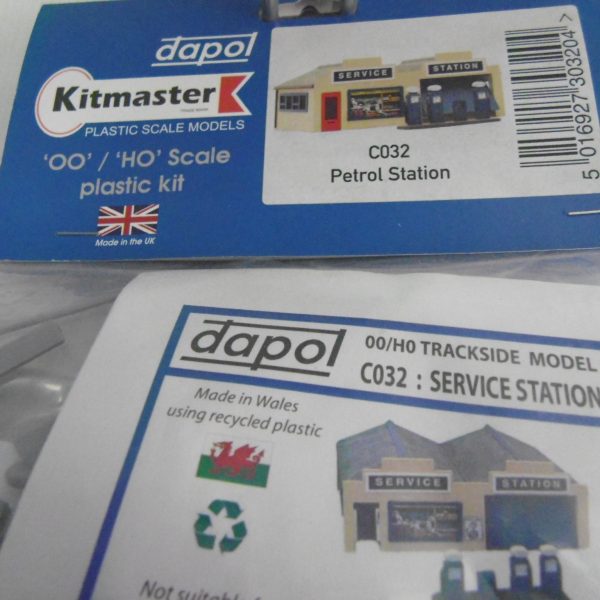 dapol
Kitmaster
PLASTIC SCALE MODELS
'OO' / 'HO' Scale
plastic kit
Made in the UK
SERVICE STATION
C032
Petrol Station
5 016927 303204 >
dapol
00/H0 TRACKSIDE MODEL
C032 : SERVICE STATION
Made in Wales
using recycled plastic
SERVICE STATION
Not suitable f